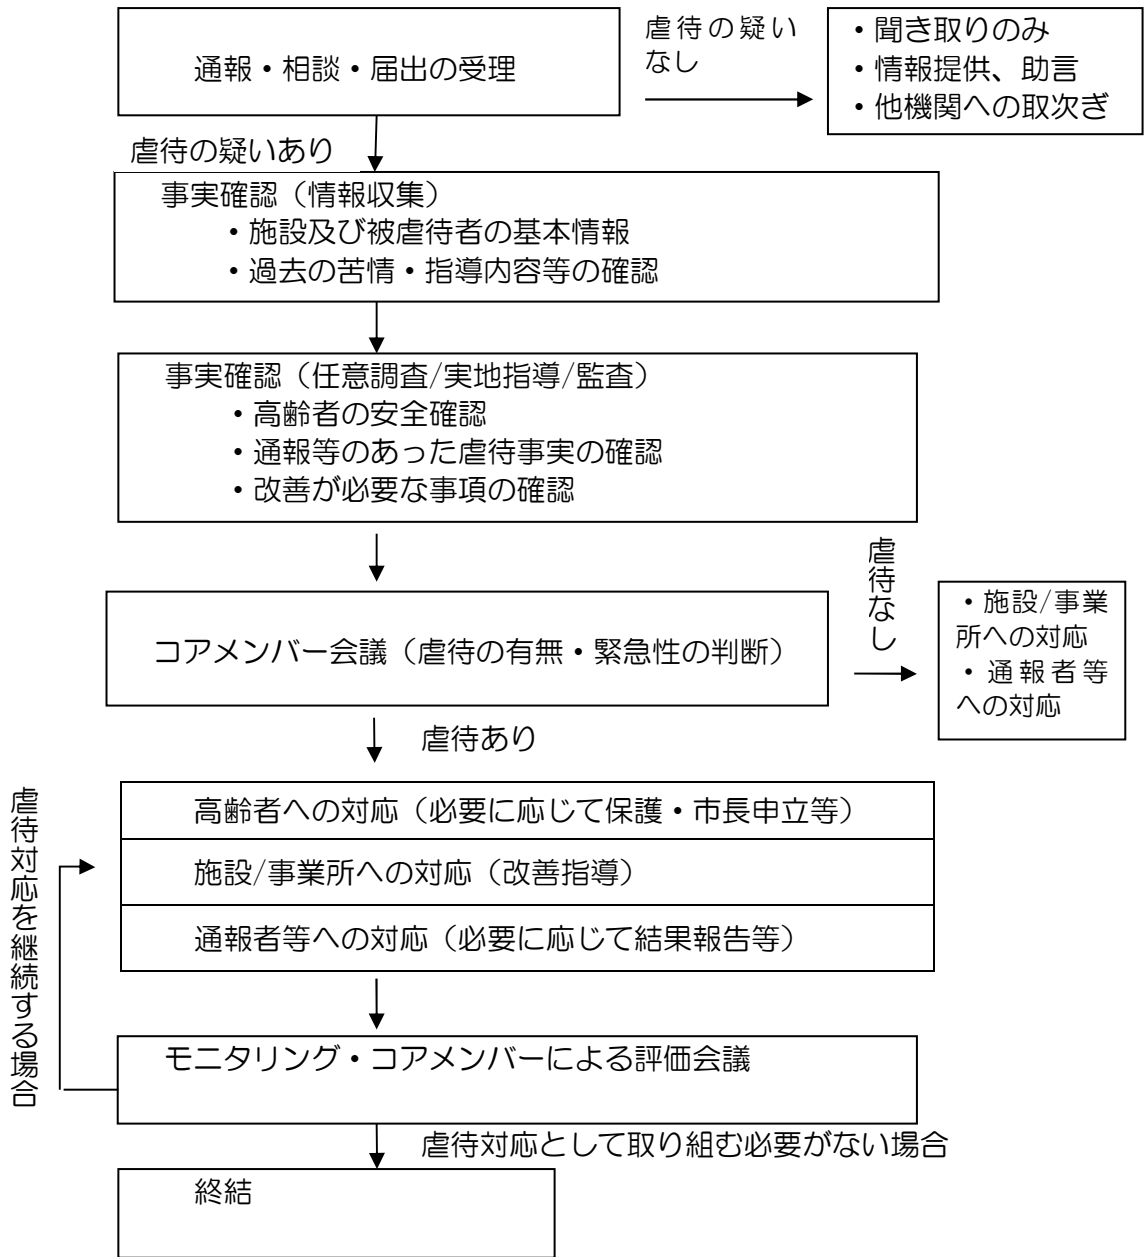 通報・相談・届出の受理
虐待の疑い
なし
・聞き取りのみ
・情報提供、助言
・他機関への取次ぎ
虐待の疑いあり
事実確認（情報収集）
・施設及び被虐待者の基本情報
・過去の苦情・指導内容等の確認
事実確認（任意調査/実地指導/監査）
・高齢者の安全確認
・通報等のあった虐待事実の確認
・改善が必要な事項の確認
コアメンバー会議（虐待の有無・緊急性の判断）
虐待なし
・施設/事業
所への対応
・通報者等
への対応
虐待あり
高齢者への対応（必要に応じて保護・市長申立等）
施設/事業所への対応（改善指導）
通報者等への対応（必要に応じて結果報告等）
虐待対応を継続する場合
モニタリング・コアメンバーによる評価会議
虐待対応として取り組む必要がない場合
終結